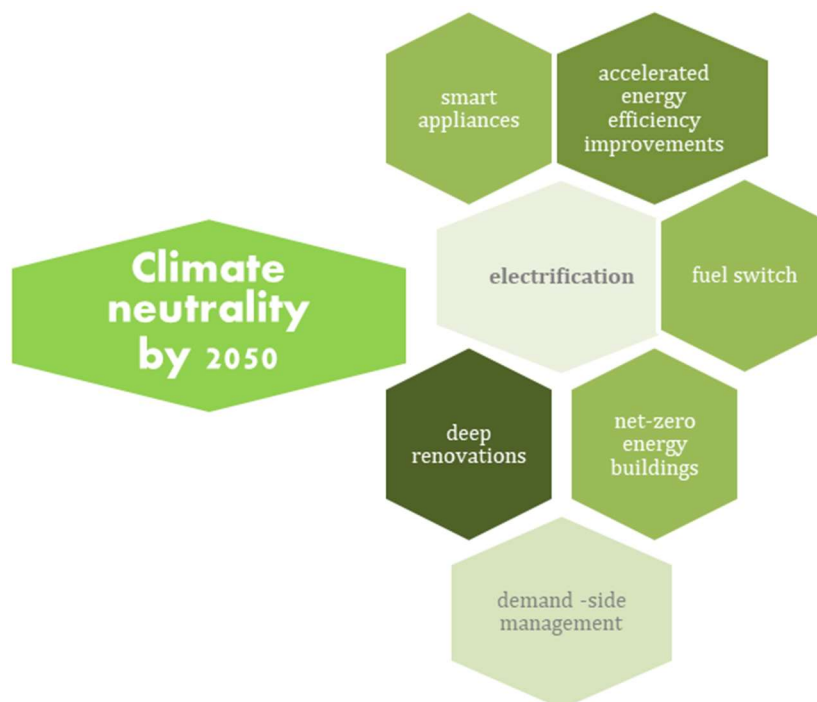 Climate
neutrality
by 2050
smart
appliances
accelerated
energy
efficiency
improvements
electrification
fuel switch
deep
renovations
net-zero
energy
buildings
demand -side
management